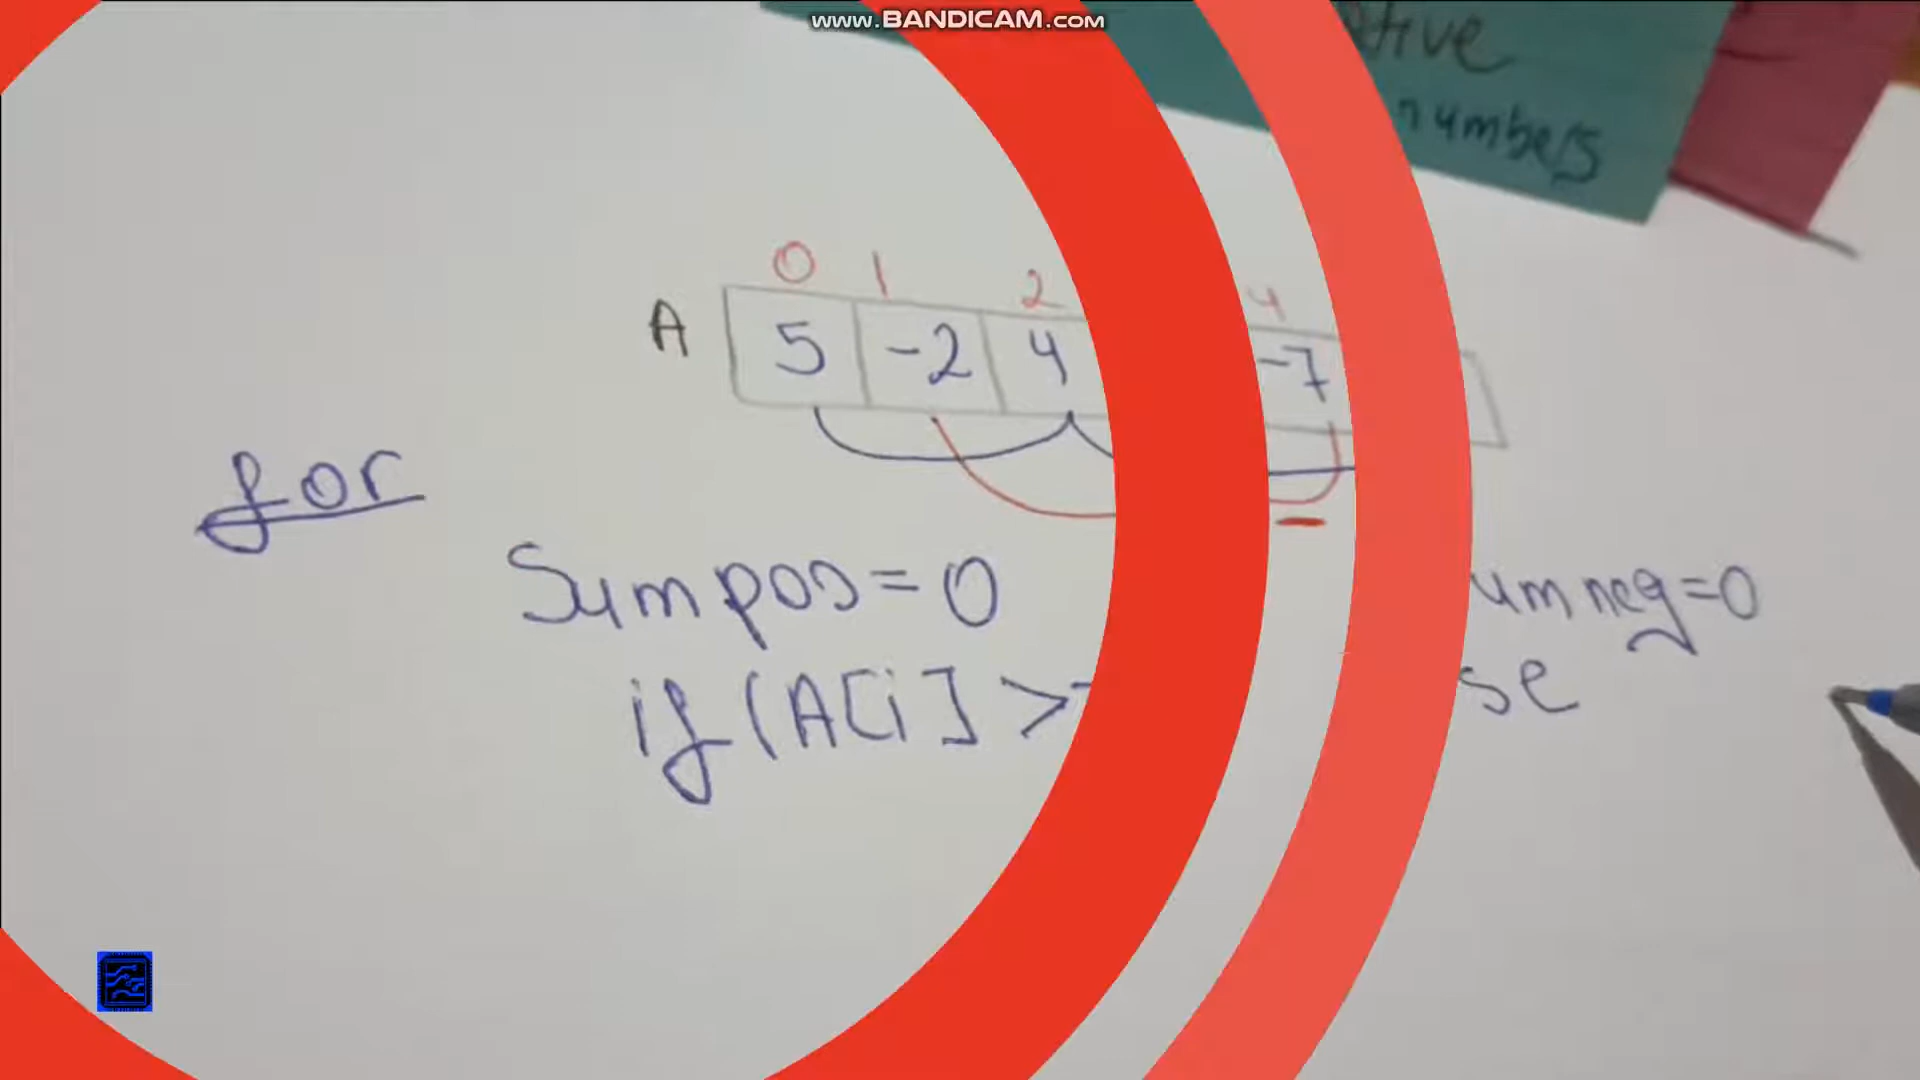 www.BANDICAM.com
numbers
0 1 2 4
A 5 -2 4 -7
for
Sumpos=0 umneg=0
if(A[i]> se